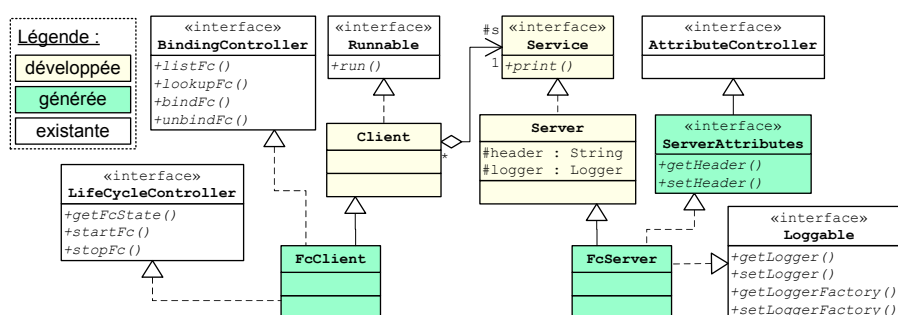 Légende :
développée
générée
existante
«interface»
BindingController
+listFc()
+lookupFc()
+bindFc()
+unbindFc()
«interface»
Runnable
+run()
#s
1
«interface»
Service
+print()
«interface»
AttributeController
Client
*
Server
#header : String
#logger : Logger
«interface»
ServerAttributes
+getHeader()
+setHeader()
«interface»
LifeCycleController
+getFcState()
+startFc()
+stopFc()
FcClient
FcServer
«interface»
Loggable
+getLogger()
+setLogger()
+getLoggerFactory()
+setLoggerFactory()